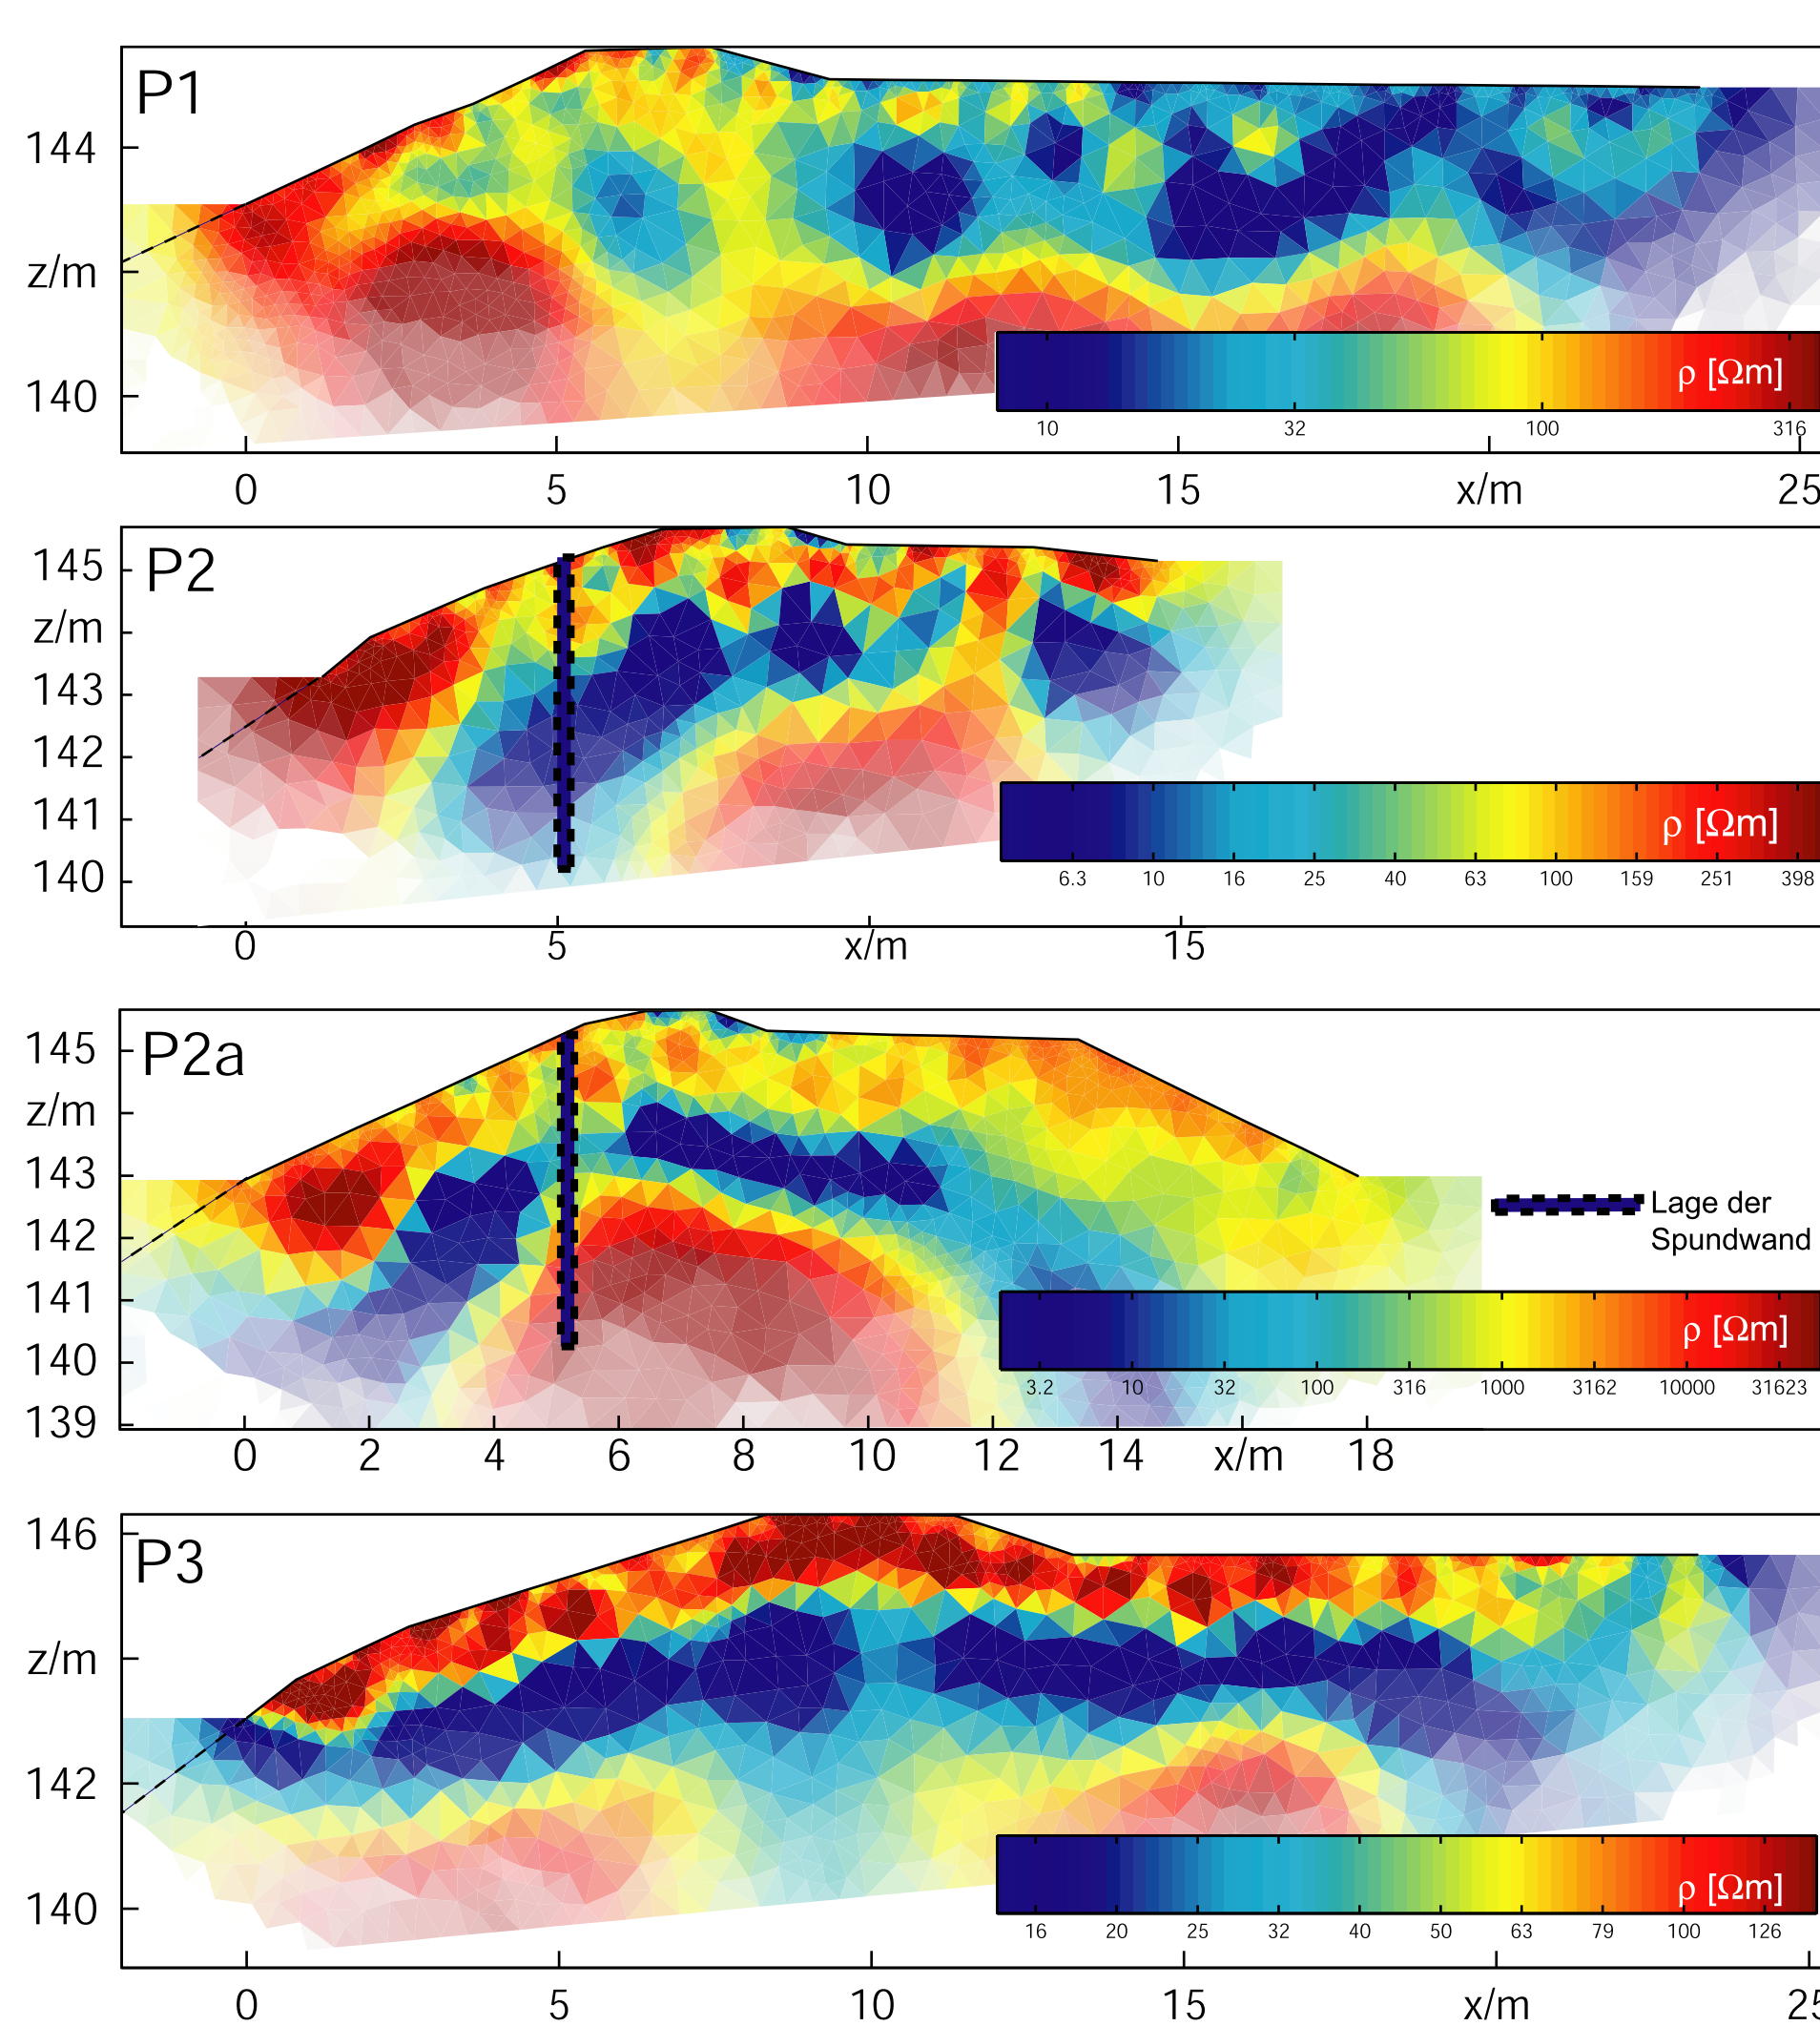 P1
144
z/m
140
ρ [Ωm]
10 32 100 316
0 5 10 15 x/m 25
P2
145
z/m
143
142
141
140
ρ [Ωm]
6.3 10 16 25 40 63 100 159 251 398
0 5 x/m 15
P2a
145
z/m
143
142
141
140
139
Lage der
Spundwand
ρ [Ωm]
3.2 10 32 100 316 1000 3162 10000 31623
0 2 4 6 8 10 12 14 x/m 18
P3
146
z/m
142
140
ρ [Ωm]
16 20 25 32 40 50 63 79 100 126
0 5 10 15 x/m 25